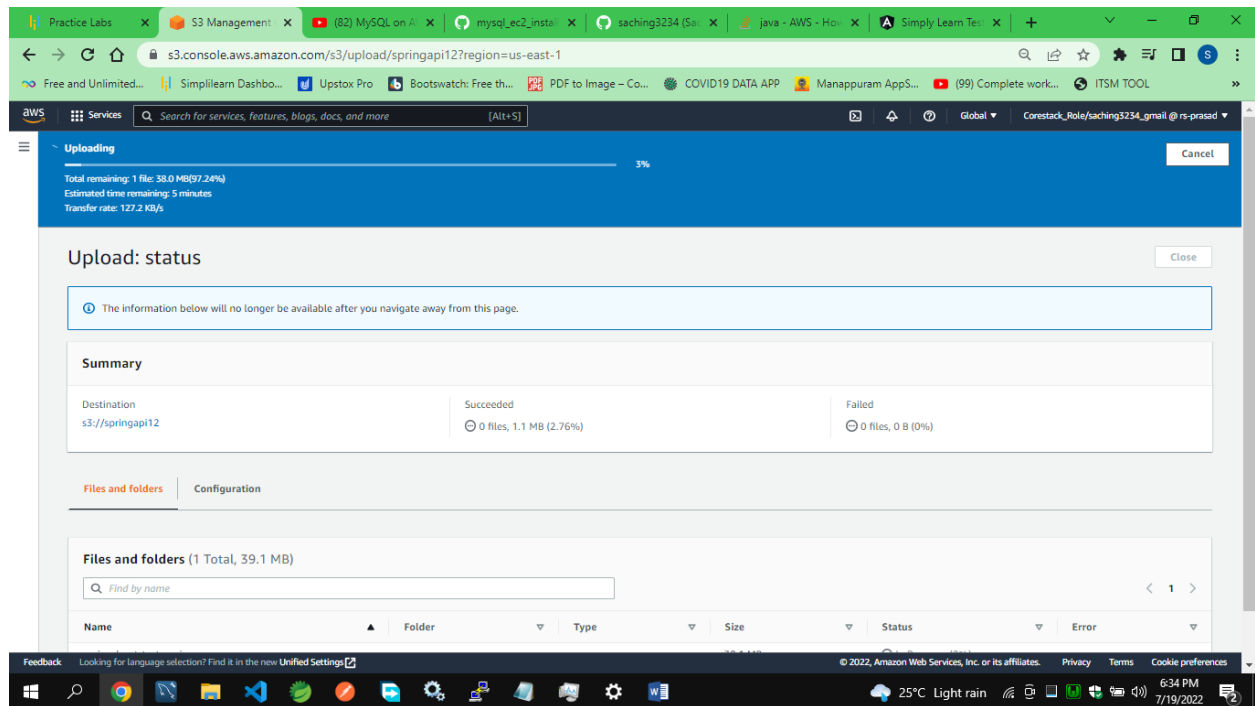 Practice Labs
S3 Management
(82) MySQL on A
mysql_ec2_install
saching3234 (Sac
java - AWS - How
Simply Learn Test
s3.console.aws.amazon.com/s3/upload/springapi12?region=us-east-1
S
Free and Unlimited...
Simplilearn Dashbo...
Upstox Pro
Bootswatch: Free th...
PDF to Image – Co...
COVID19 DATA APP
Manappuram AppS...
(99) Complete work...
ITSM TOOL
»
aws
Services
Search for services, features, blogs, docs, and more
[Alt+S]
Global
Corestack_Role/saching3234_gmail @ rs-prasad
Uploading
3%
Cancel
Total remaining: 1 file: 38.0 MB(97.24%)
Estimated time remaining: 5 minutes
Transfer rate: 127.2 KB/s
Upload: status
Close
The information below will no longer be available after you navigate away from this page.
Summary
Destination
s3://springapi12
Succeeded
0 files, 1.1 MB (2.76%)
Failed
0 files, 0 B (0%)
Files and folders
Configuration
Files and folders (1 Total, 39.1 MB)
Find by name
1
Name
Folder
Type
Size
Status
Error
Feedback
Looking for language selection? Find it in the new Unified Settings
© 2022, Amazon Web Services, Inc. or its affiliates.
Privacy
Terms
Cookie preferences
25°C Light rain
6:34 PM
7/19/2022
2